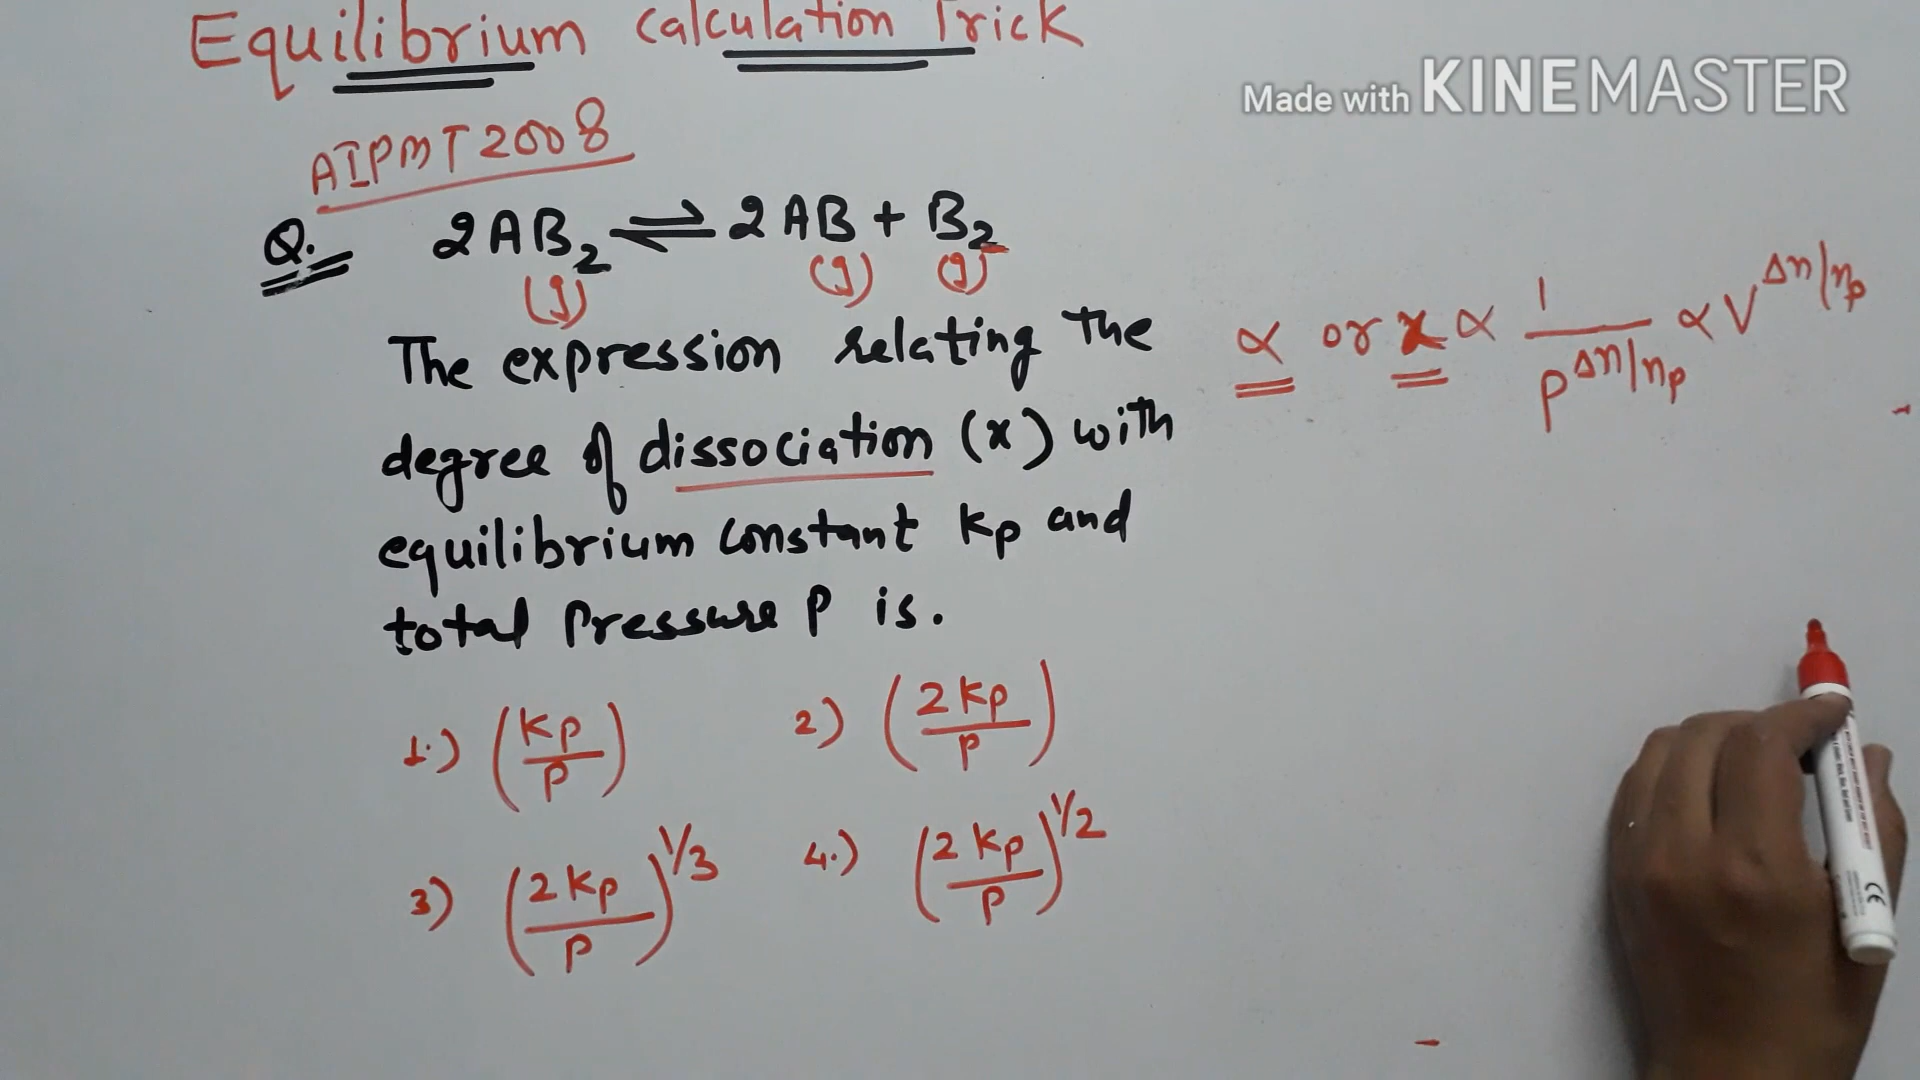 Equilibrium Calculation Trick
Made with KINEMASTER
AIPMT 2008
Q. 2AB₂ ⇌ 2AB + B₂
(g) (g) (g)
The expression relating the
degree of dissociation (x) with
equilibrium constant Kp and
total Pressure P is.
∝ or x ∝ 1/P^Δn/np ∝ V^Δn/np
1.) (Kp/P) 2) (2Kp/P)
3) (2Kp/P)^1/3 4.) (2Kp/P)^1/2